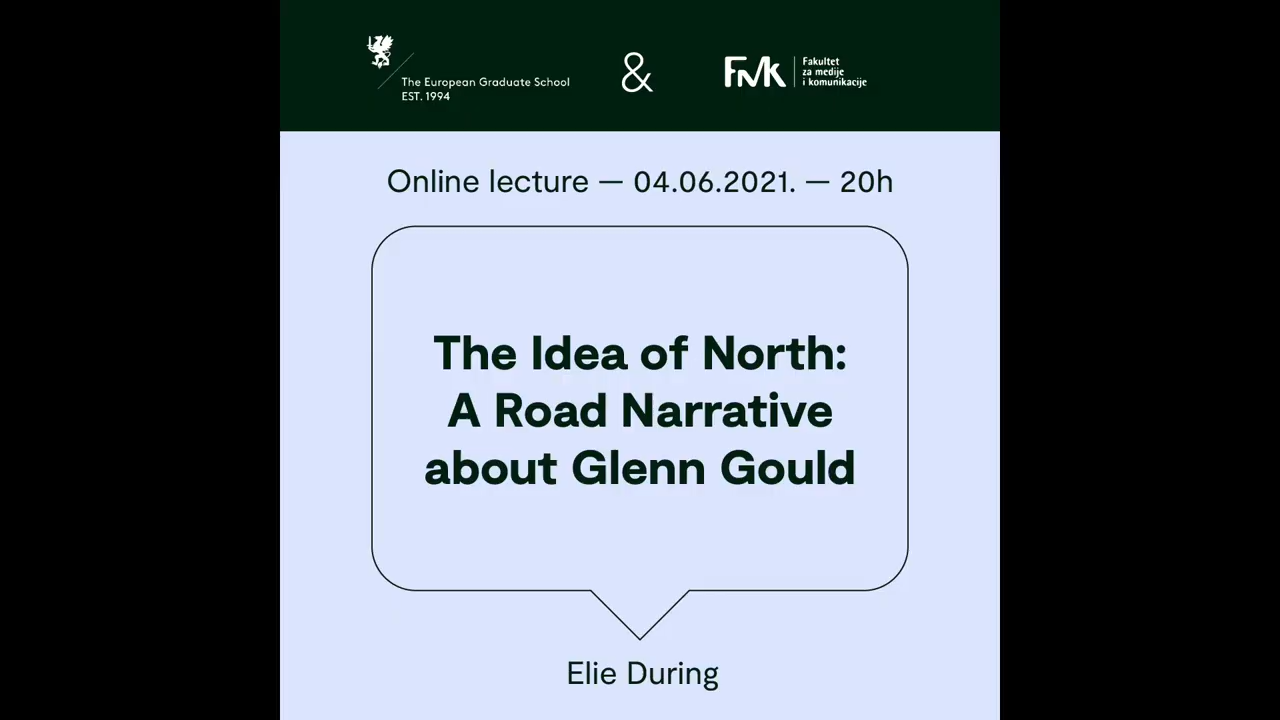 The European Graduate School
EST. 1994
&
FMK
Fakultet
za medije
i komunikacije
Online lecture — 04.06.2021. — 20h
The Idea of North:
A Road Narrative
about Glenn Gould
Elie During